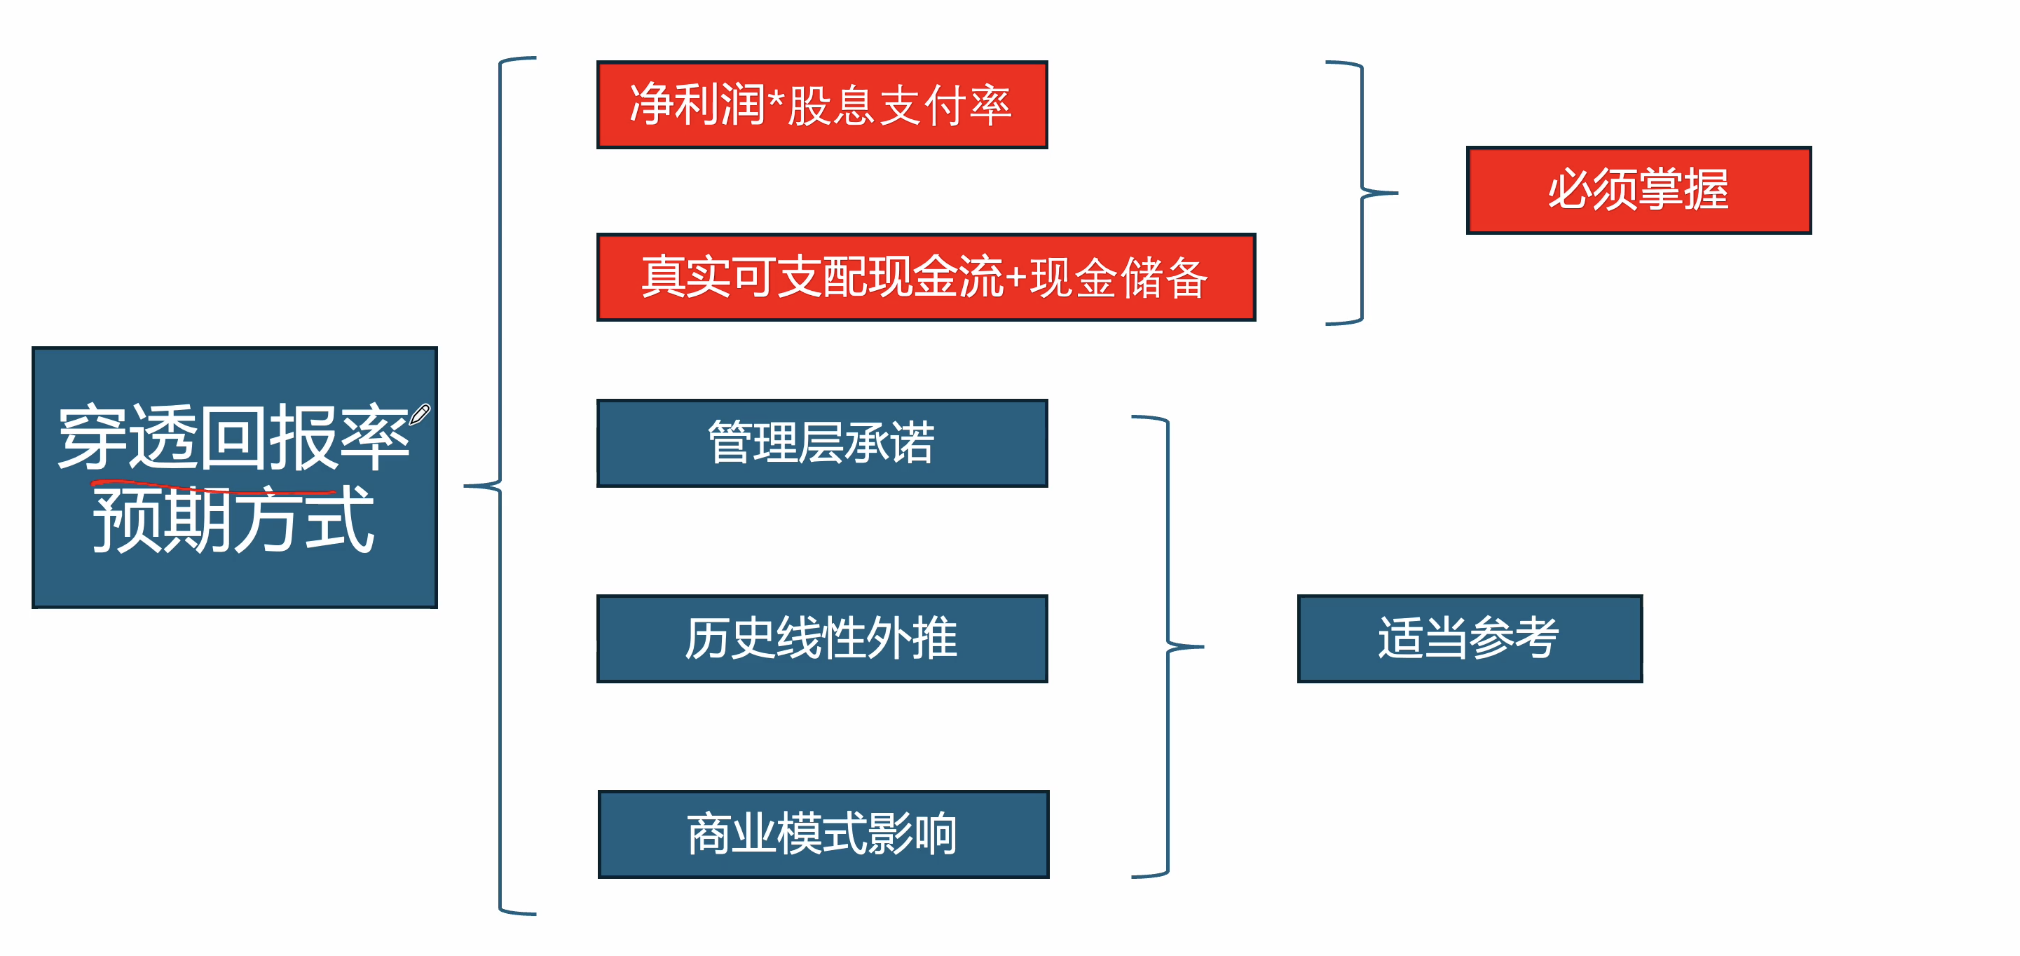 净利润*股息支付率
必须掌握
真实可支配现金流+现金储备
穿透回报率
预期方式
管理层承诺
历史线性外推
适当参考
商业模式影响